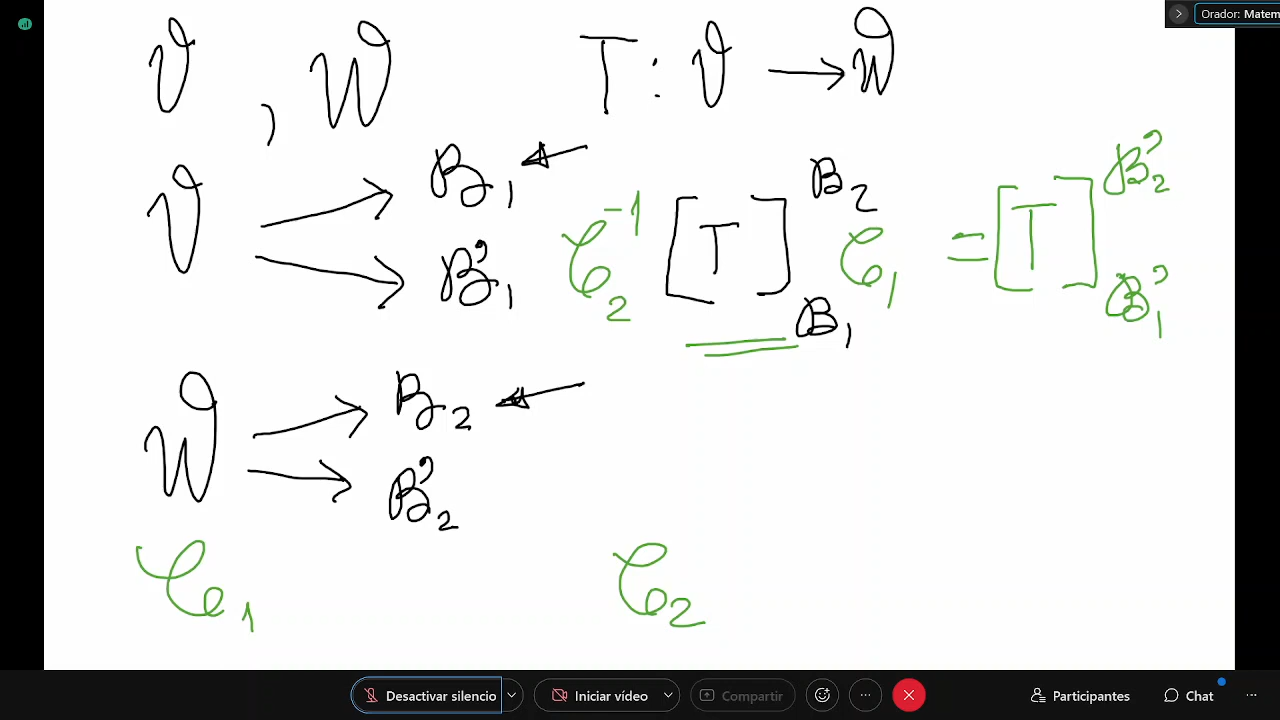 Orador: Matem
V, W T: V → W
V → B₁
C₂⁻¹ [T]_{B₁}^{B₂} C₁ = [T]_{B'₁}^{B'₂}
→ B'₁
W → B₂
→ B'₂
C₁ C₂
Desactivar silencio Iniciar vídeo Compartir Participantes Chat